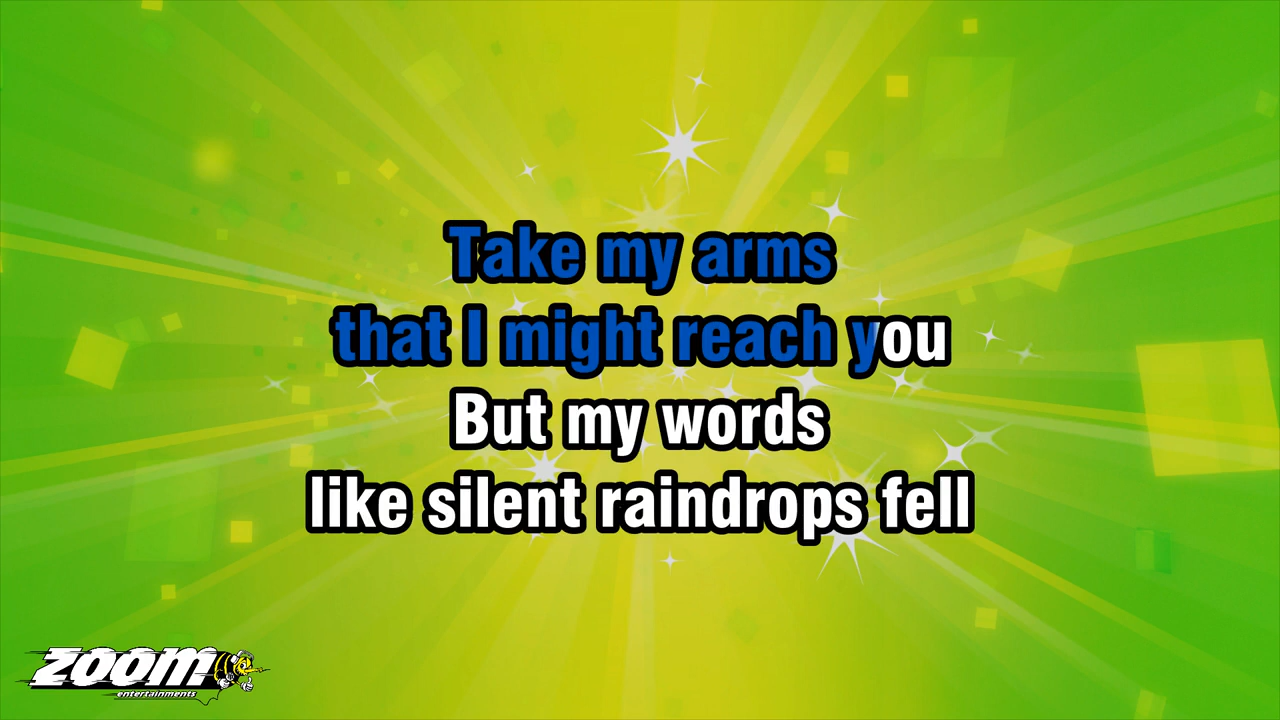 Take my arms
that I might reach you
But my words
like silent raindrops fell
zoom
entertainments